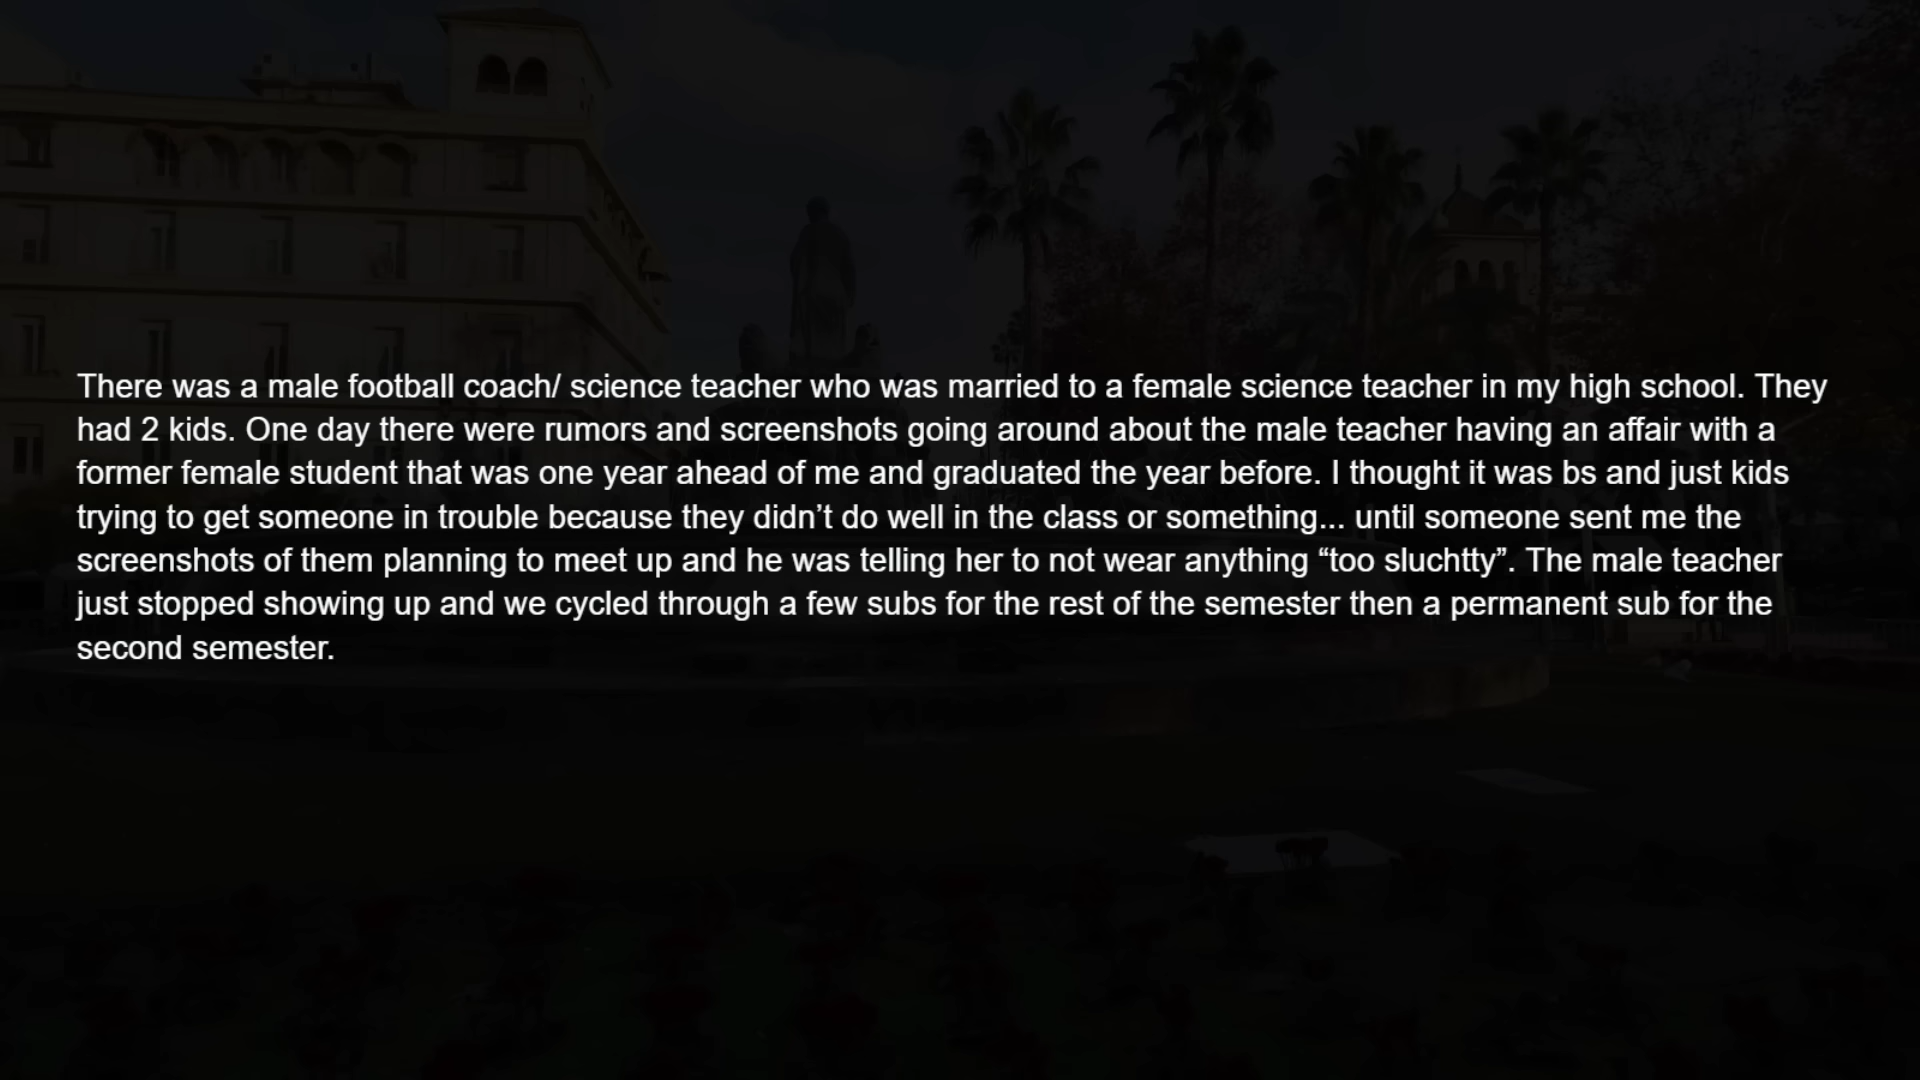 There was a male football coach/ science teacher who was married to a female science teacher in my high school. They
had 2 kids. One day there were rumors and screenshots going around about the male teacher having an affair with a
former female student that was one year ahead of me and graduated the year before. I thought it was bs and just kids
trying to get someone in trouble because they didn’t do well in the class or something... until someone sent me the
screenshots of them planning to meet up and he was telling her to not wear anything “too sluchtty”. The male teacher
just stopped showing up and we cycled through a few subs for the rest of the semester then a permanent sub for the
second semester.